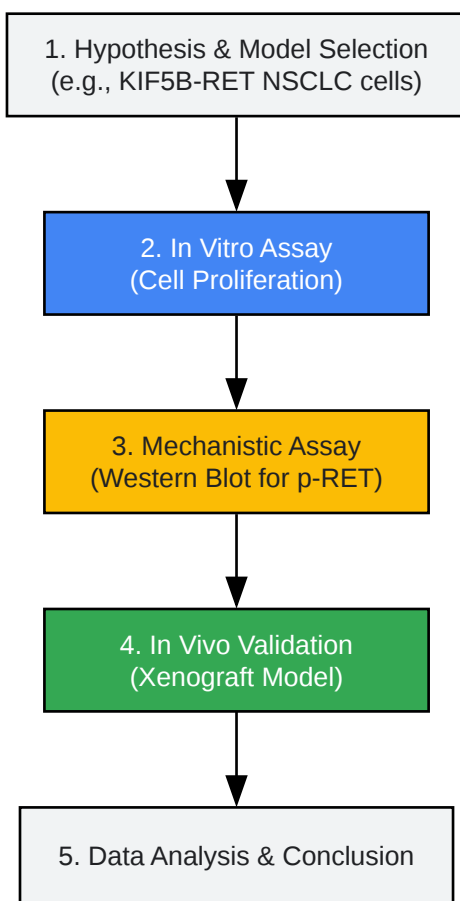 1. Hypothesis & Model Selection
(e.g., KIF5B-RET NSCLC cells)
2. In Vitro Assay
(Cell Proliferation)
3. Mechanistic Assay
(Western Blot for p-RET)
4. In Vivo Validation
(Xenograft Model)
5. Data Analysis & Conclusion